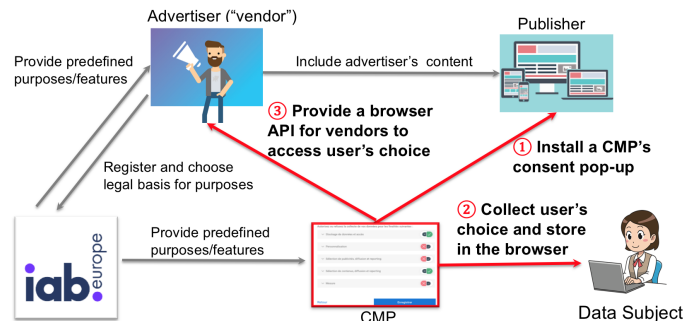 Advertiser (“vendor”)
Publisher
Provide predefined
purposes/features
Include advertiser’s content
③ Provide a browser
API for vendors to
access user’s choice
① Install a CMP’s
consent pop-up
Register and choose
legal basis for purposes
② Collect user’s
choice and store
in the browser
Provide predefined
purposes/features
iab.
europe
CMP
Data Subject